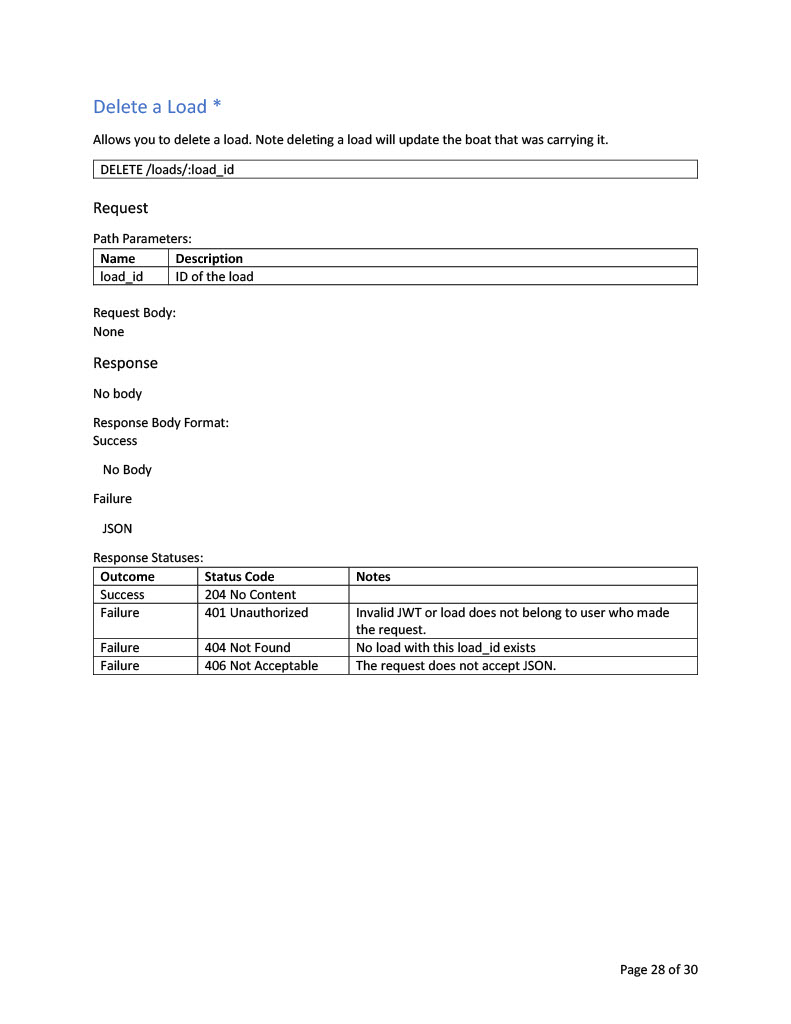 Delete a Load *
Allows you to delete a load. Note deleting a load will update the boat that was carrying it.
DELETE /loads/:load_id
Request
Path Parameters:
Name Description
load_id ID of the load
Request Body:
None
Response
No body
Response Body Format:
Success
No Body
Failure
JSON
Response Statuses:
Outcome Status Code Notes
Success 204 No Content
Failure 401 Unauthorized Invalid JWT or load does not belong to user who made
the request.
Failure 404 Not Found No load with this load_id exists
Failure 406 Not Acceptable The request does not accept JSON.
Page 28 of 30